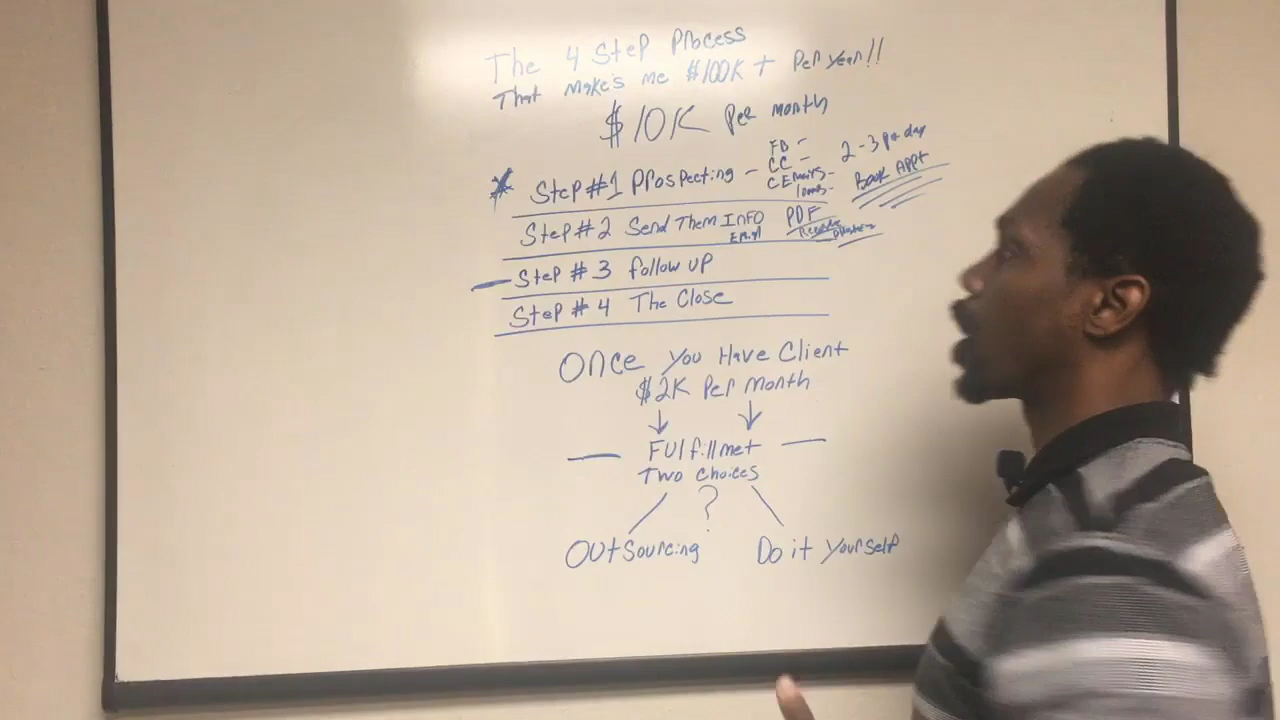 The 4 Step Process
That makes me $100K + Per year!!
$10K Per month
Step #1 Prospecting - FB - 2-3 per day
CC -
C Emails - Book Appt
Step #2 Send Them Info PDF
Email
Step #3 follow up
Step #4 The Close
Once you Have Client
$2K Per month
Fulfillmet
Two choices
?
Outsourcing Do it yourself